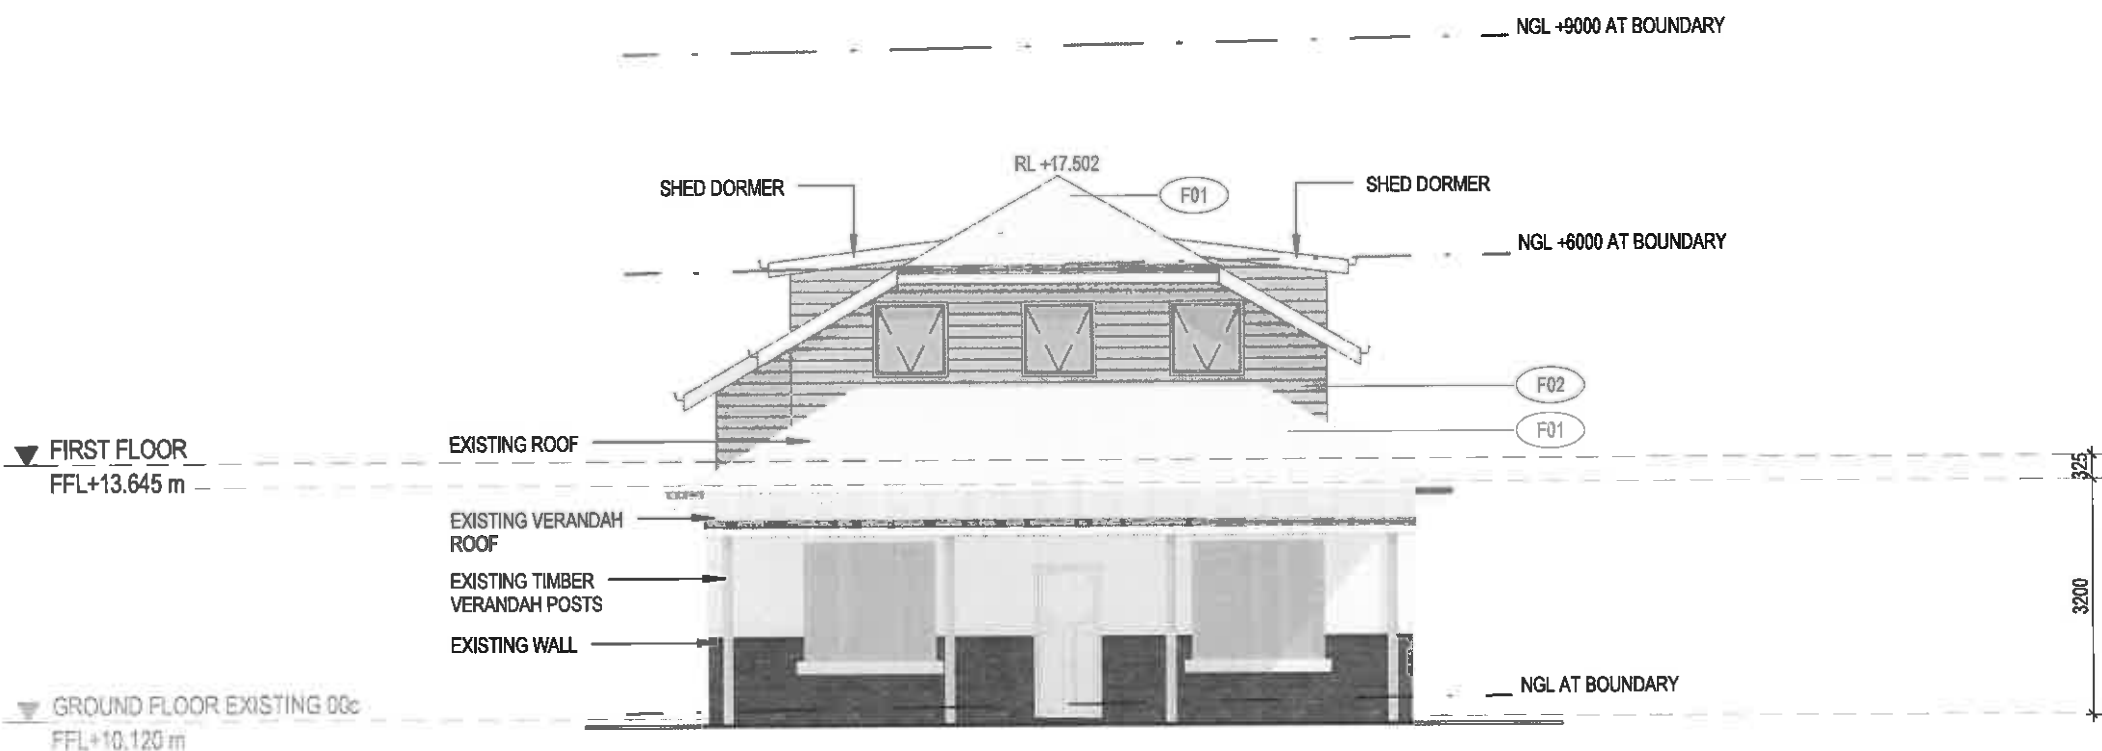 NGL +9000 AT BOUNDARY
RL +17.502
SHED DORMER
F01
SHED DORMER
NGL +6000 AT BOUNDARY
F02
F01
FIRST FLOOR
EXISTING ROOF
325
FFL+13.645 m
EXISTING VERANDAH
ROOF
EXISTING TIMBER
VERANDAH POSTS
3200
EXISTING WALL
NGL AT BOUNDARY
GROUND FLOOR EXISTING 00c
FFL+10.120 m